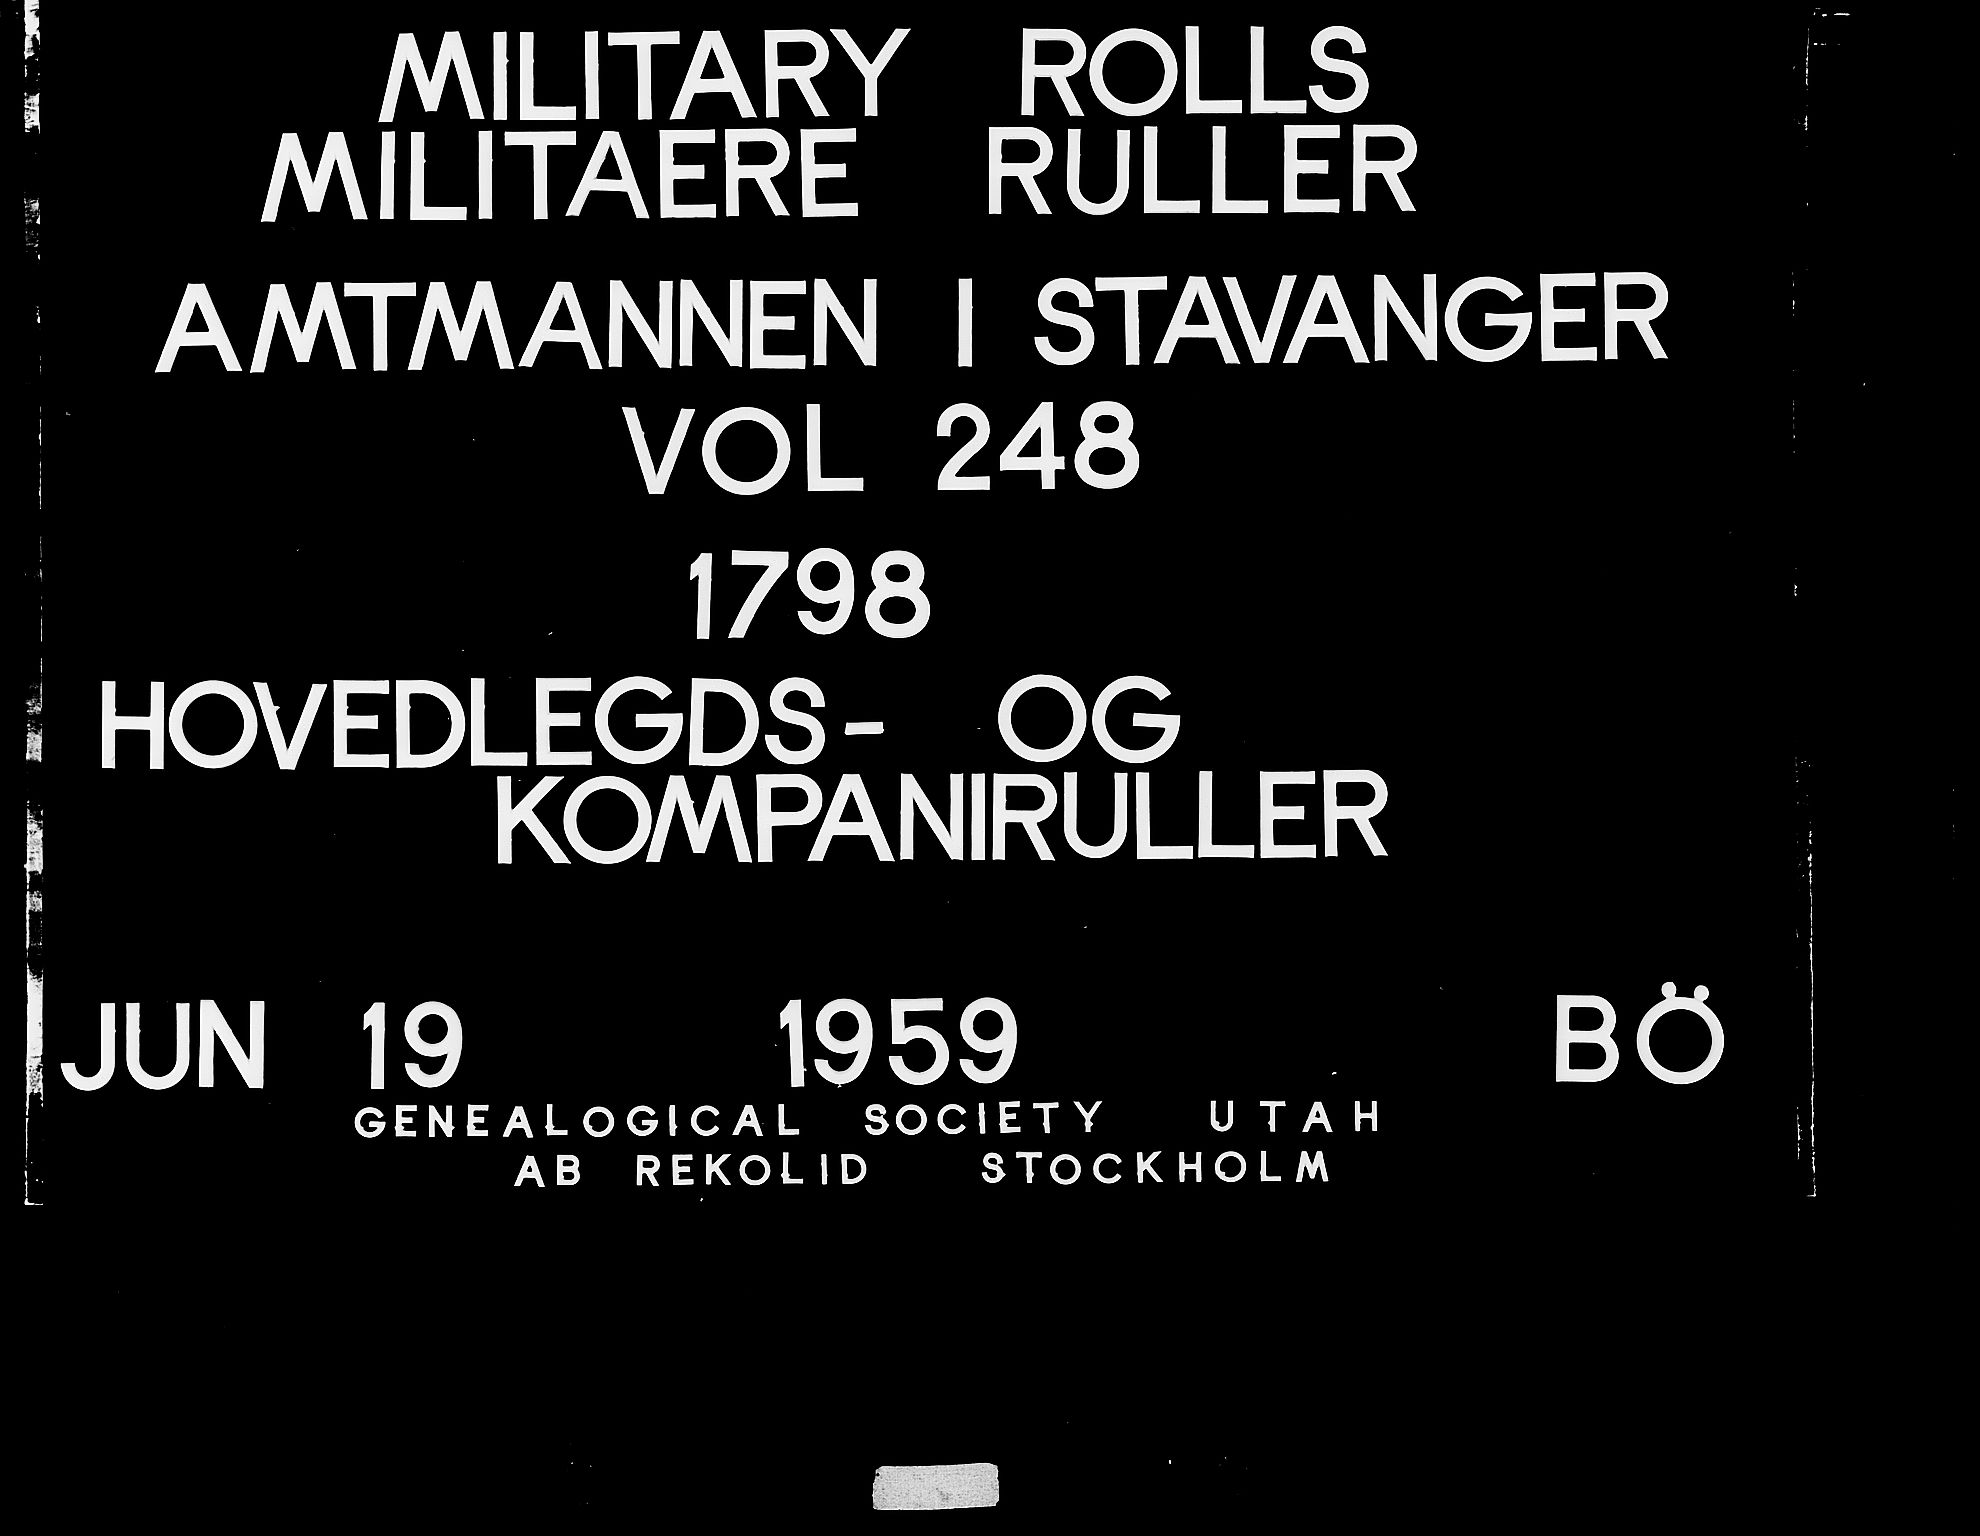 MILITARY ROLLS
MILITAERE RULLER
AMTMANNEN I STAVANGER
VOL 248
1798
HOVEDLEGDS- OG
KOMPANIRULLER
JUN 19 1959 BÖ
GENEALOGICAL SOCIETY UTAH
AB REKOLID STOCKHOLM